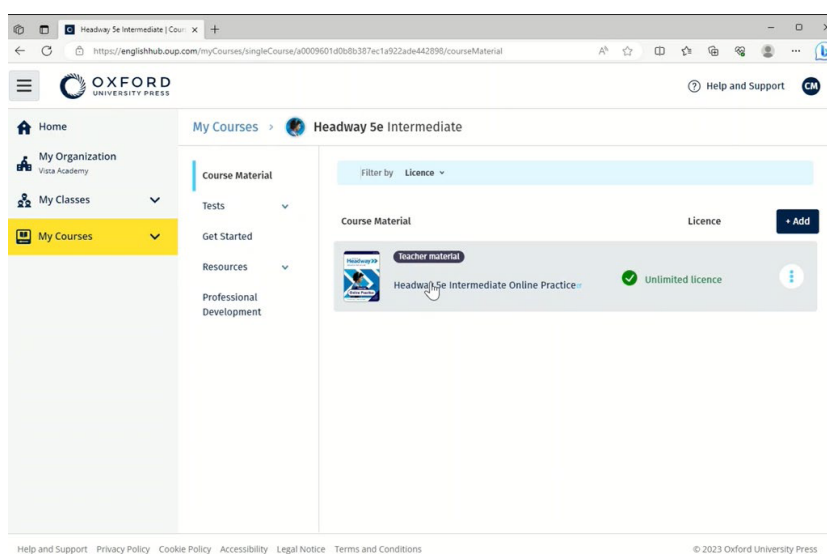 Headway 5e Intermediate | Cour
https://englishhub.oup.com/myCourses/singleCourse/a0009601d0b8b387ec1a922ade442898/courseMaterial
OXFORD
UNIVERSITY PRESS
Help and Support
CM
Home
My Organization
Vista Academy
My Classes
My Courses
My Courses > Headway 5e Intermediate
Course Material
Tests
Get Started
Resources
Professional
Development
Filter by Licence
Course Material Licence + Add
Headway
Online Practice
Teacher material
Headway 5e Intermediate Online Practice
Unlimited licence
Help and Support Privacy Policy Cookie Policy Accessibility Legal Notice Terms and Conditions © 2023 Oxford University Press